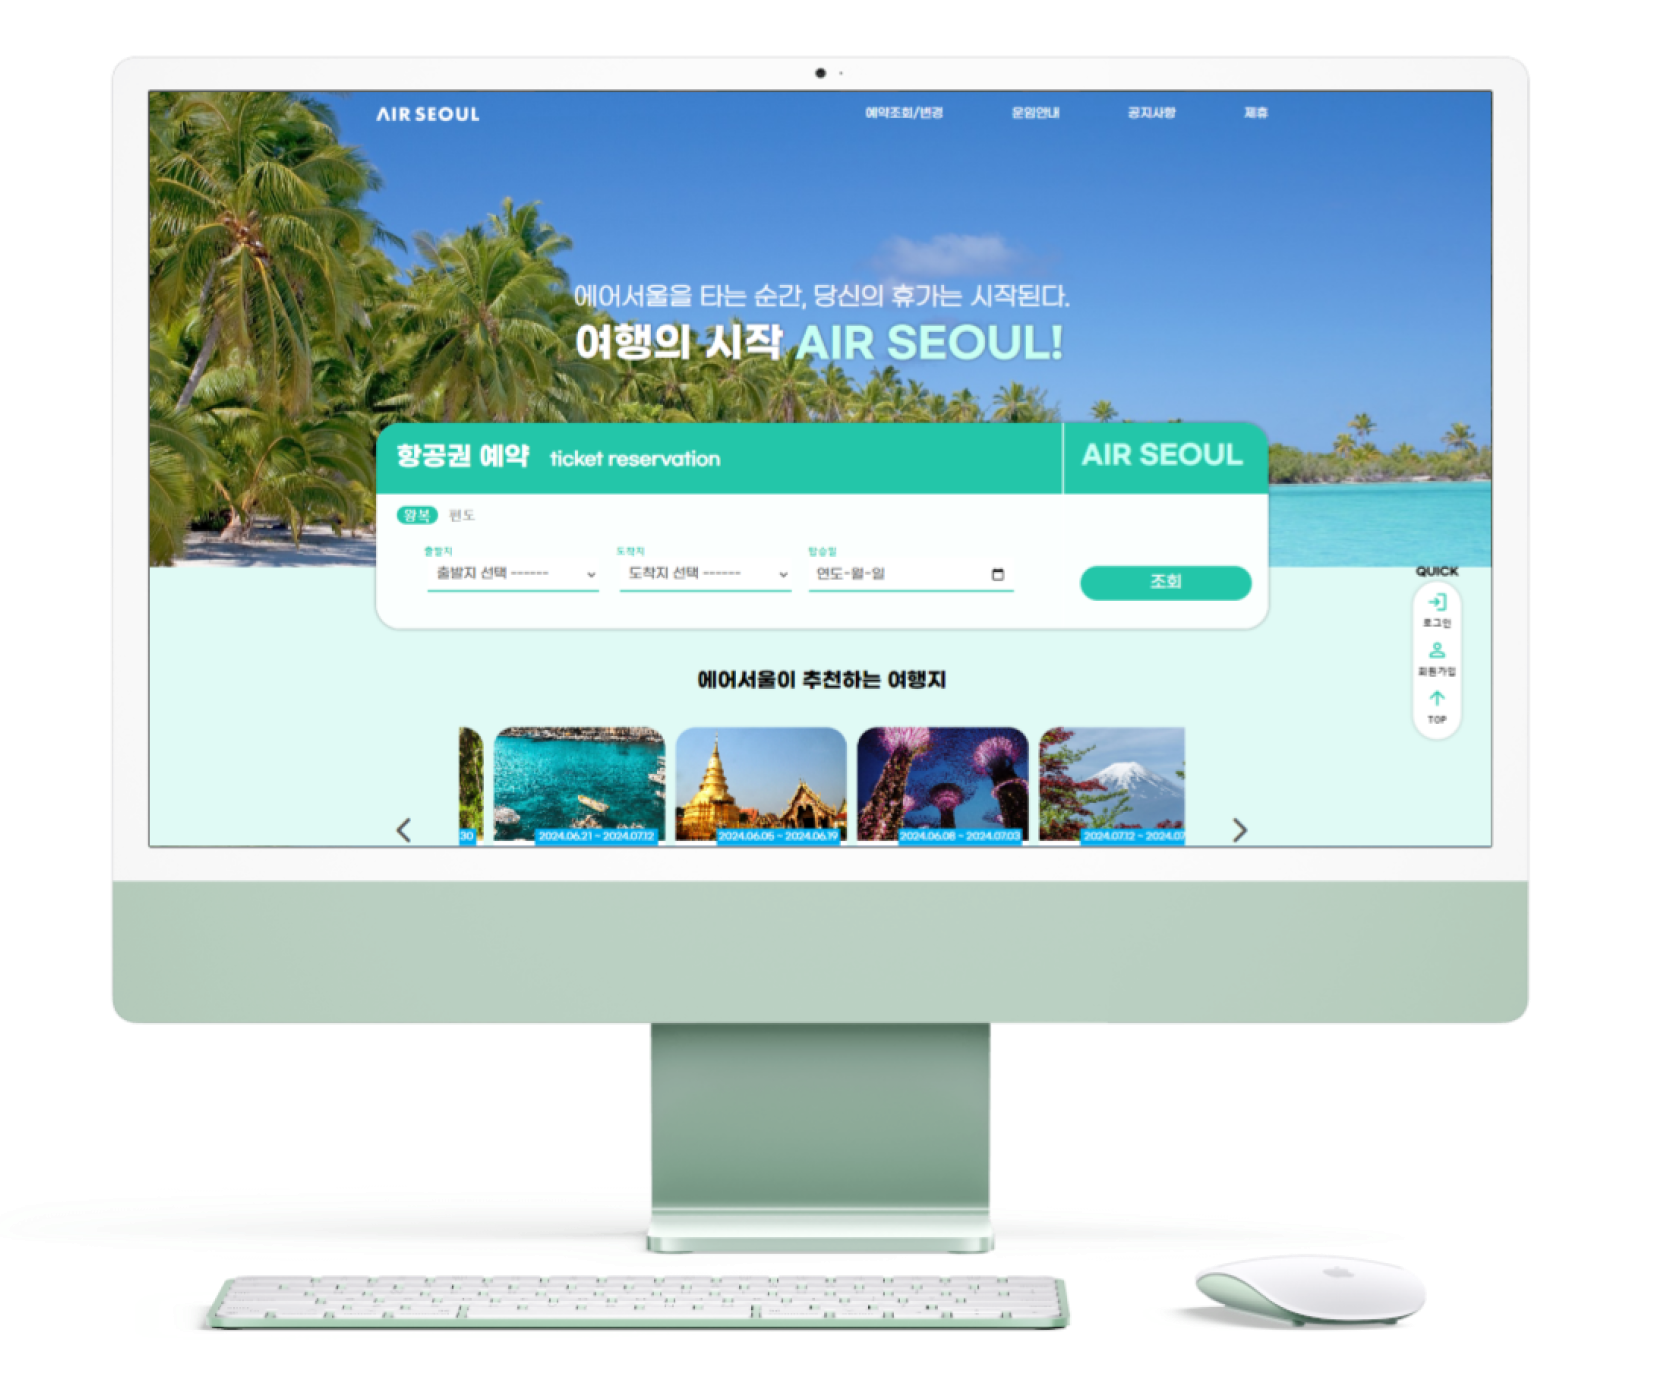 AIR SEOUL
예약조회/변경 운임안내 공지사항 제휴
에어서울을 타는 순간, 당신의 휴가는 시작된다.
여행의 시작 AIR SEOUL!
항공권 예약 ticket reservation
AIR SEOUL
왕복 편도
출발지 도착지 탑승일
출발지 선택 ------ 도착지 선택 ------ 연도-월-일
조회
QUICK
로그인
회원가입
TOP
에어서울이 추천하는 여행지
30 2024.06.21 ~ 2024.07.12 2024.06.05 ~ 2024.06.19 2024.06.08 ~ 2024.07.03 2024.07.12 ~ 2024.07